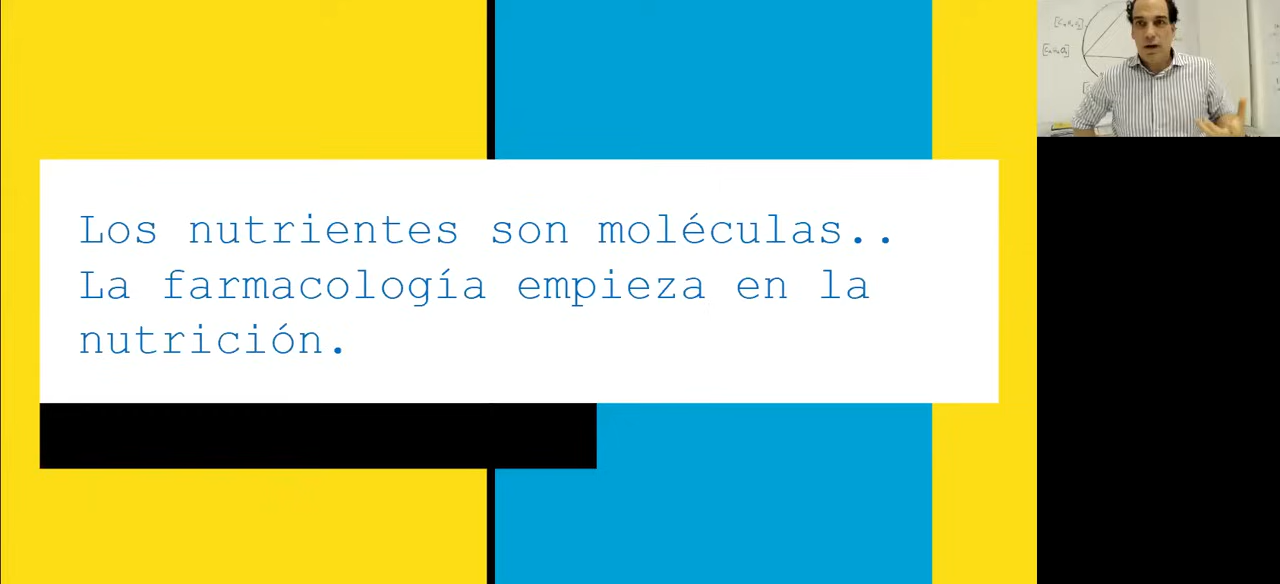 Los nutrientes son moléculas..
La farmacología empieza en la
nutrición.